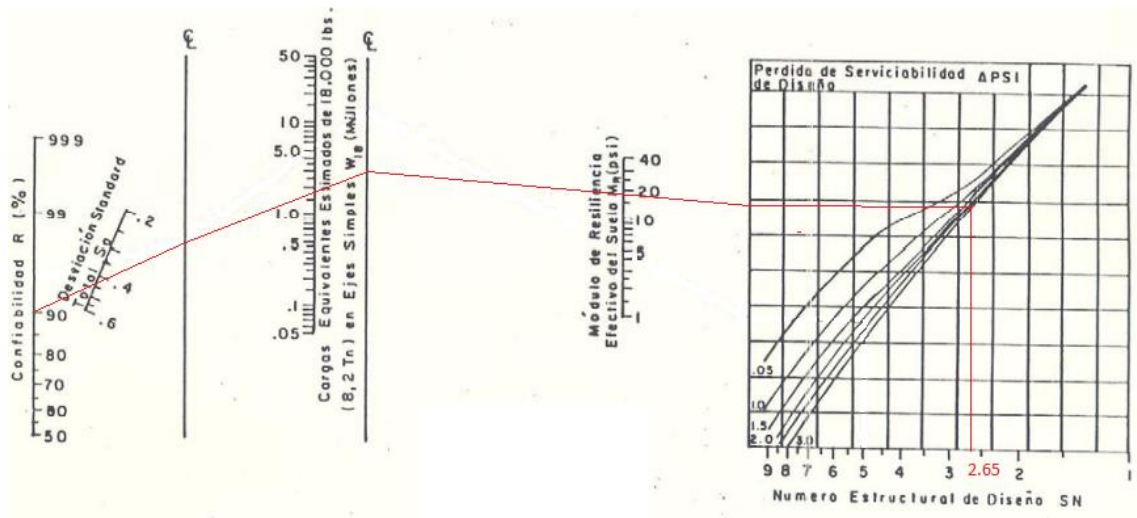 ℄
℄
999
99
90
80
70
60
50
Confiabilidad R (%)
Desviación Standard
Total So
.2
.4
.6
50
10
5.0
1.0
.5
.1
.05
Cargas Equivalentes Estimados de 18.000 lbs.
(8,2 Tn) en Ejes Simples W18 (Millones)
Módulo de Resiliencia
Efectivo del Suelo MR(psi)
40
20
10
5
1
Perdida de Serviciabilidad ΔPSI
de Diseño
.05
1.0
1.5
2.0
3.0
9 8 7 6 5 4 3 2.65 2 1
Numero Estructural de Diseño SN